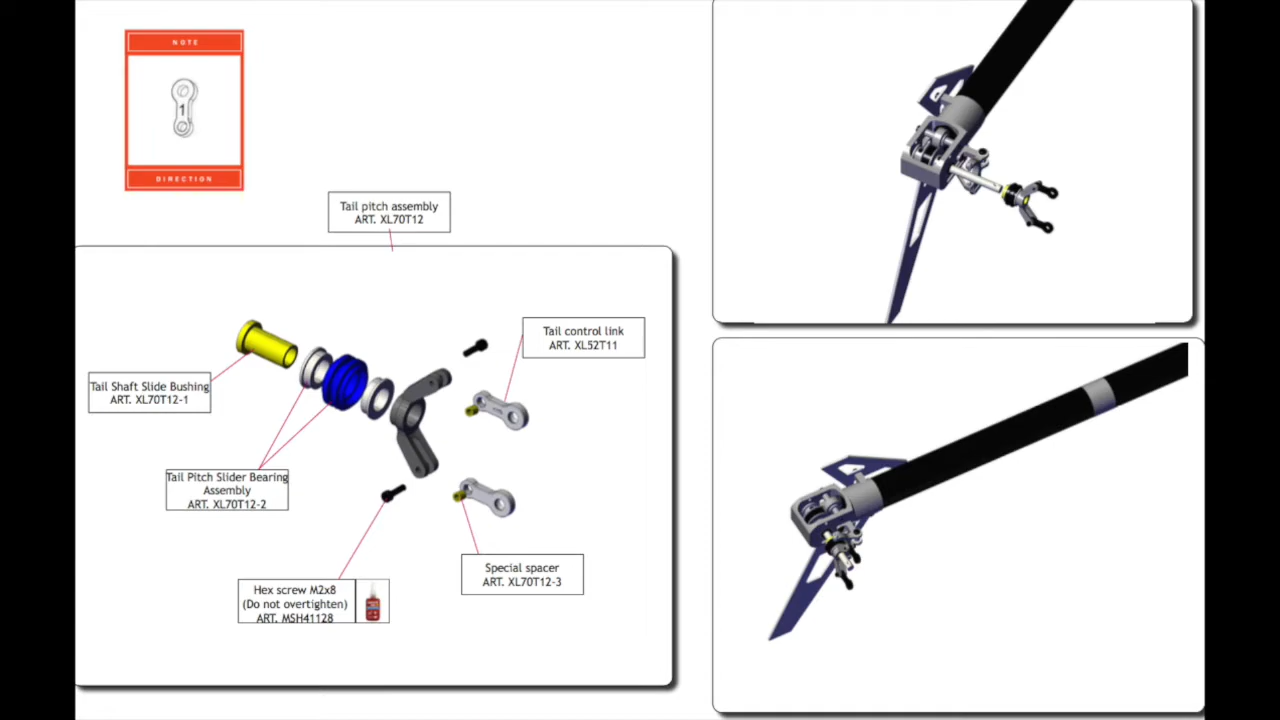 NOTE
1
DIRECTION
Tail pitch assembly
ART. XL70T12
Tail control link
ART. XL52T11
Tail Shaft Slide Bushing
ART. XL70T12-1
Tail Pitch Slider Bearing
Assembly
ART. XL70T12-2
Special spacer
ART. XL70T12-3
Hex screw M2x8
(Do not overtighten)
ART. MSH41128